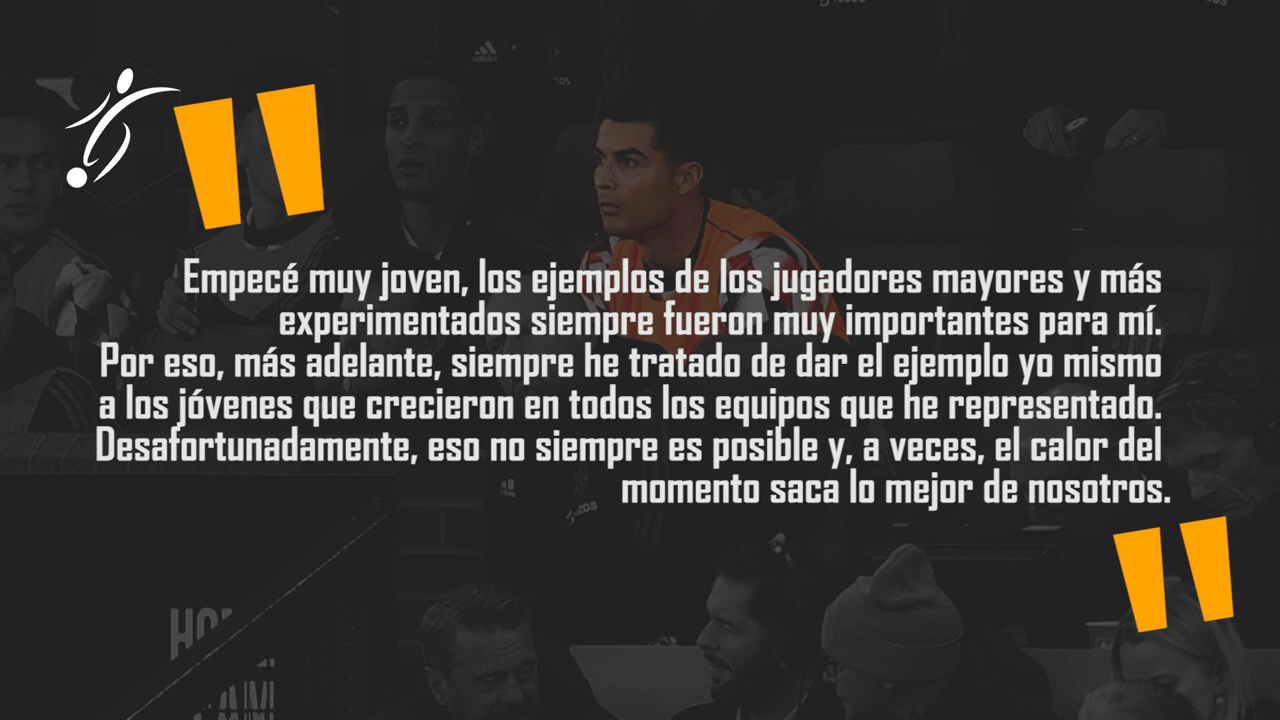 Empecé muy joven, los ejemplos de los jugadores mayores y más
experimentados siempre fueron muy importantes para mí.
Por eso, más adelante, siempre he tratado de dar el ejemplo yo mismo
a los jóvenes que crecieron en todos los equipos que he representado.
Desafortunadamente, eso no siempre es posible y, a veces, el calor del
momento saca lo mejor de nosotros.